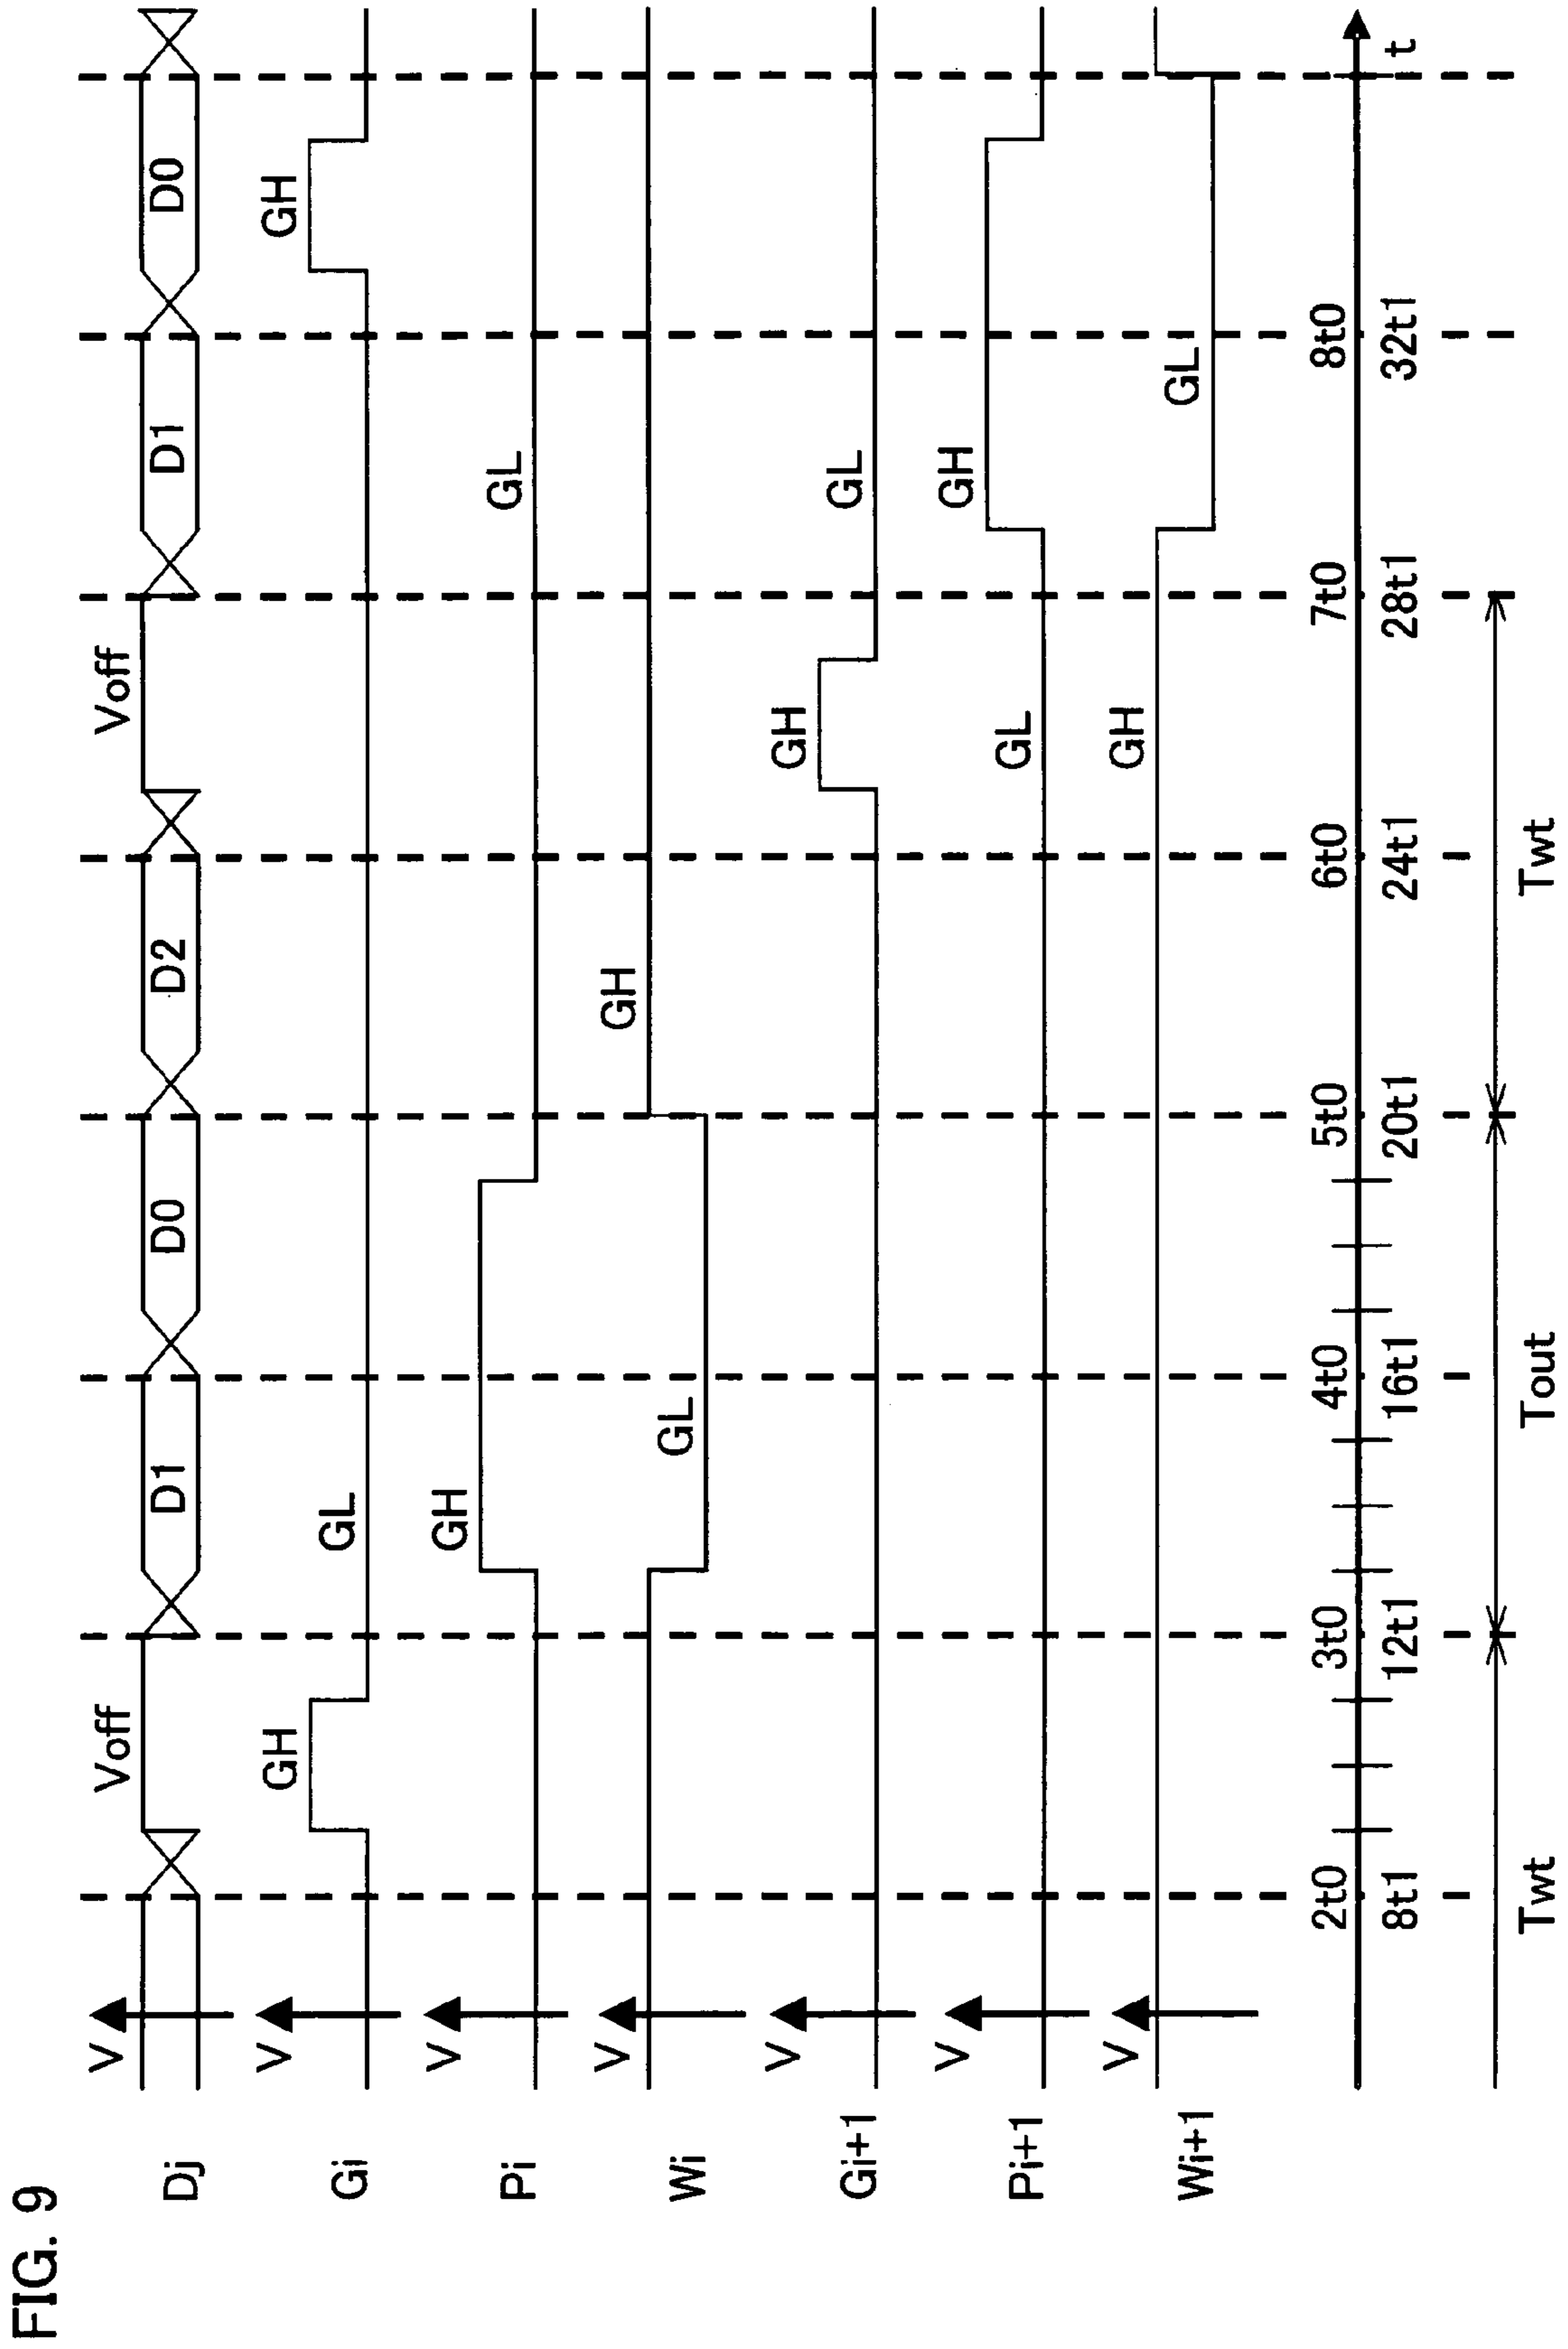 FIG. 9
Dj
V
Voff
D1
D0
D2
Voff
D1
D0
Gi
V
GH
GL
GH
Pi
V
GH
GL
Wi
V
GL
GH
Gi+1
V
GH
GL
Pi+1
V
GL
GH
Wi+1
V
GH
GL
2t0 3t0 4t0 5t0 6t0 7t0 8t0
8t1 12t1 16t1 20t1 24t1 28t1 32t1 t
Twt Tout Twt